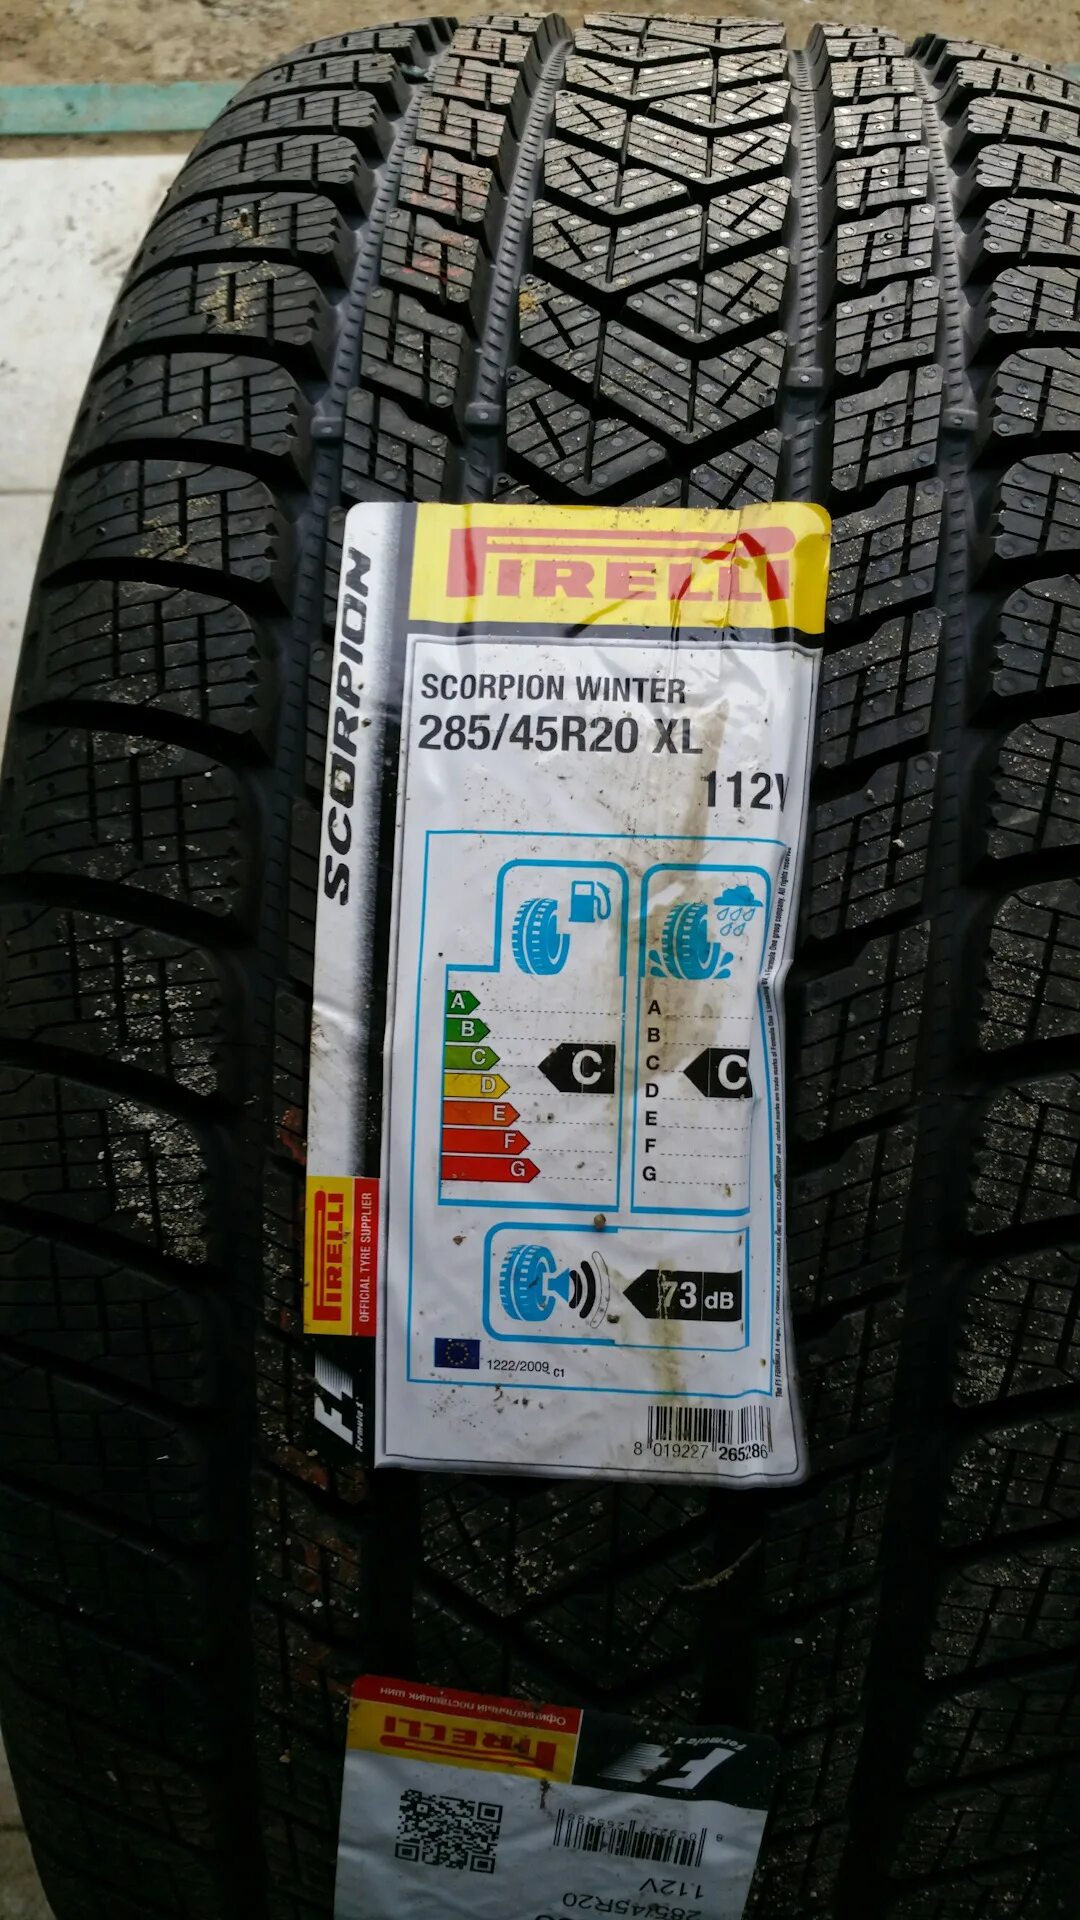 PIRELLI
SCORPION
SCORPION WINTER
285/45R20 XL
112V
A
B
C
D
E
F
G
C
A
B
C
D
E
F
G
C
73 dB
1222/2009 C1
PIRELLI
OFFICIAL TYRE SUPPLIER
F1
Formula 1
8 019227 265286
Официальный поставщик шин
PIRELLI
F1
Formula 1
112V
285/45R20